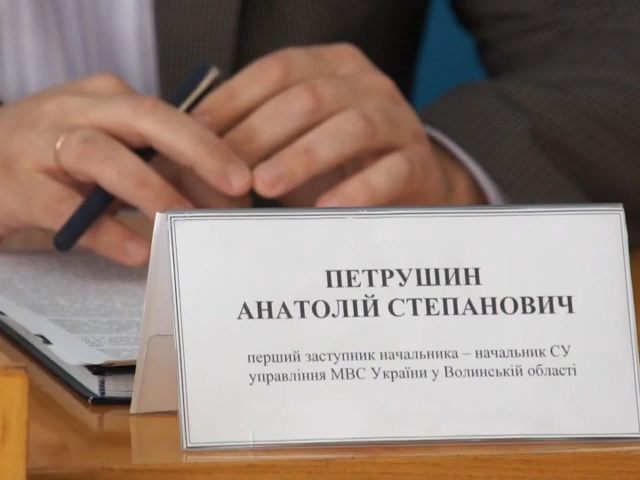 ПЕТРУШИН
АНАТОЛІЙ СТЕПАНОВИЧ
перший заступник начальника – начальник СУ
управління МВС України у Волинській області